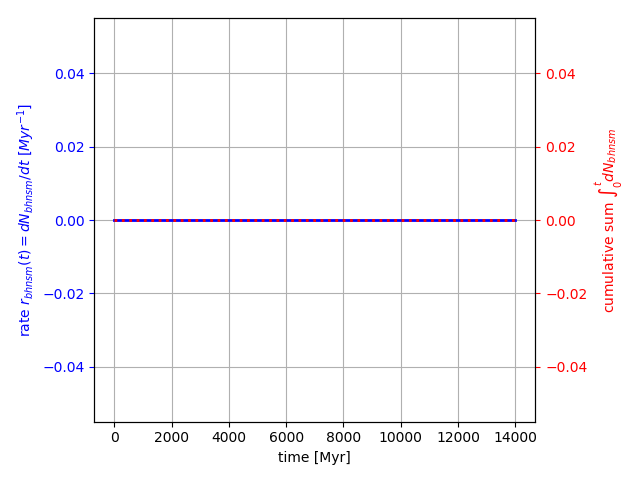 rate r_{bhnsm}(t) = dN_{bhnsm}/dt [Myr^{-1}]
0.04
0.02
0.00
−0.02
−0.04
0.04
0.02
0.00
−0.02
−0.04
cumulative sum ∫_0^t dN_{bhnsm}
0 2000 4000 6000 8000 10000 12000 14000
time [Myr]